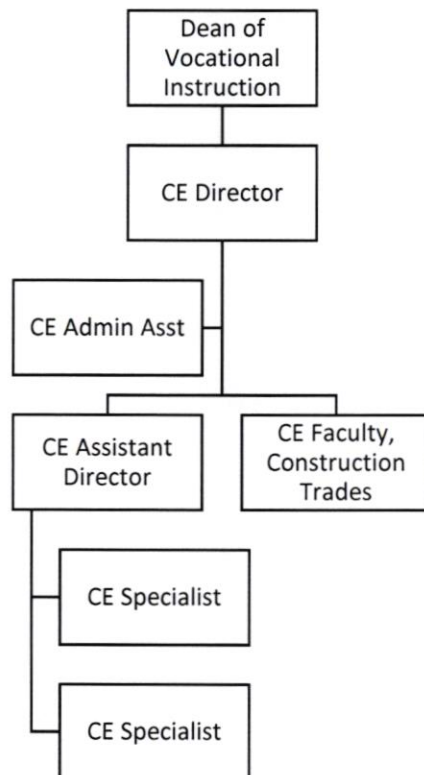 Dean of
Vocational
Instruction
CE Director
CE Admin Asst
CE Assistant
Director
CE Faculty,
Construction
Trades
CE Specialist
CE Specialist